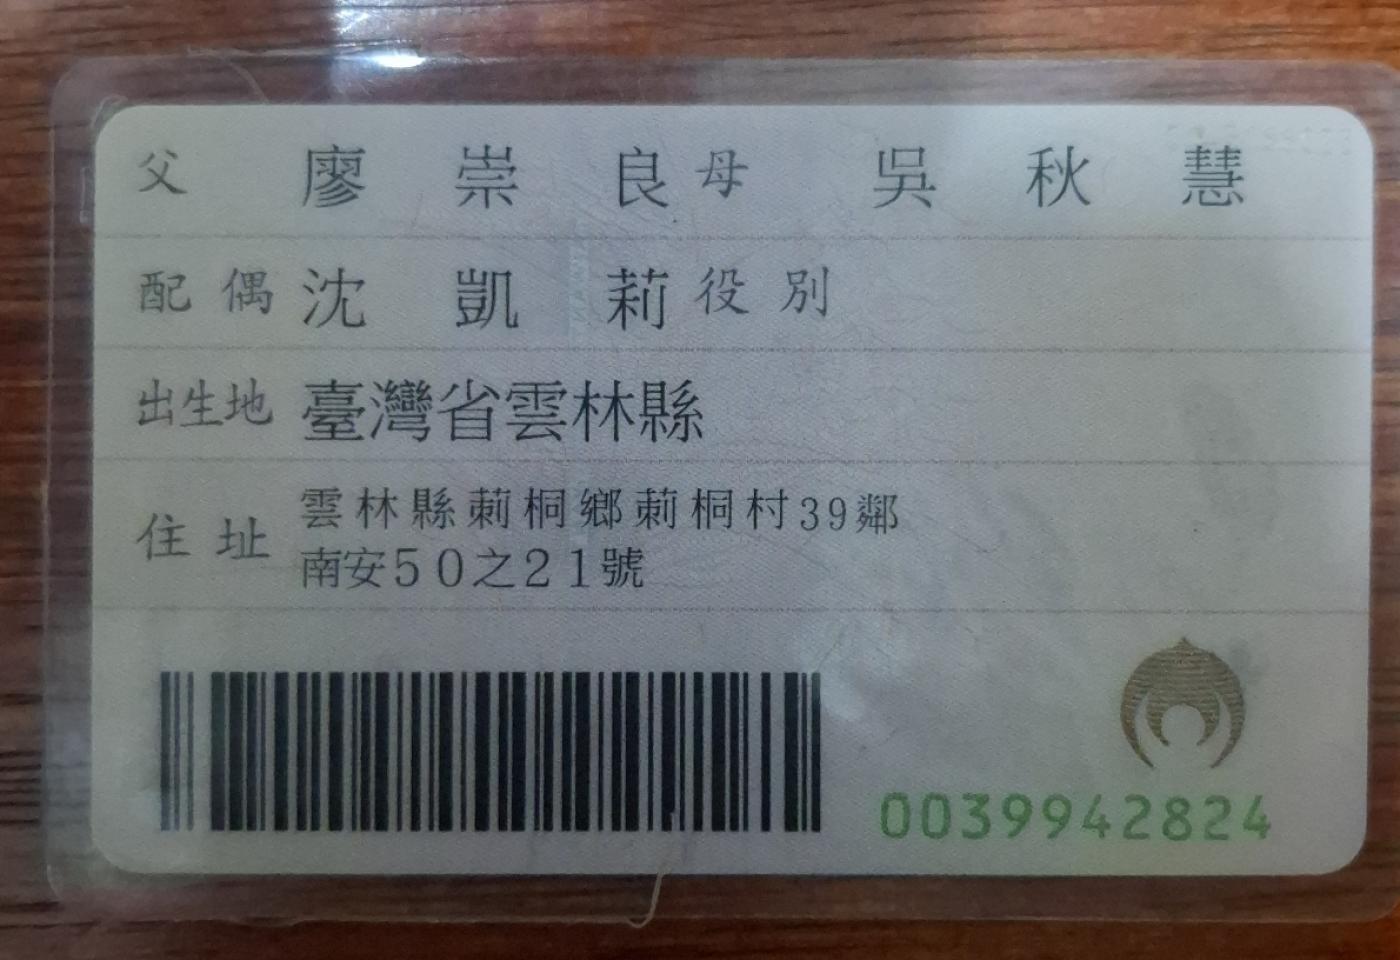 父 廖崇良 母 吳秋慧
配偶 沈凱莉 役別
出生地 臺灣省雲林縣
住址 雲林縣莿桐鄉莿桐村39鄰
南安50之21號
0039942824